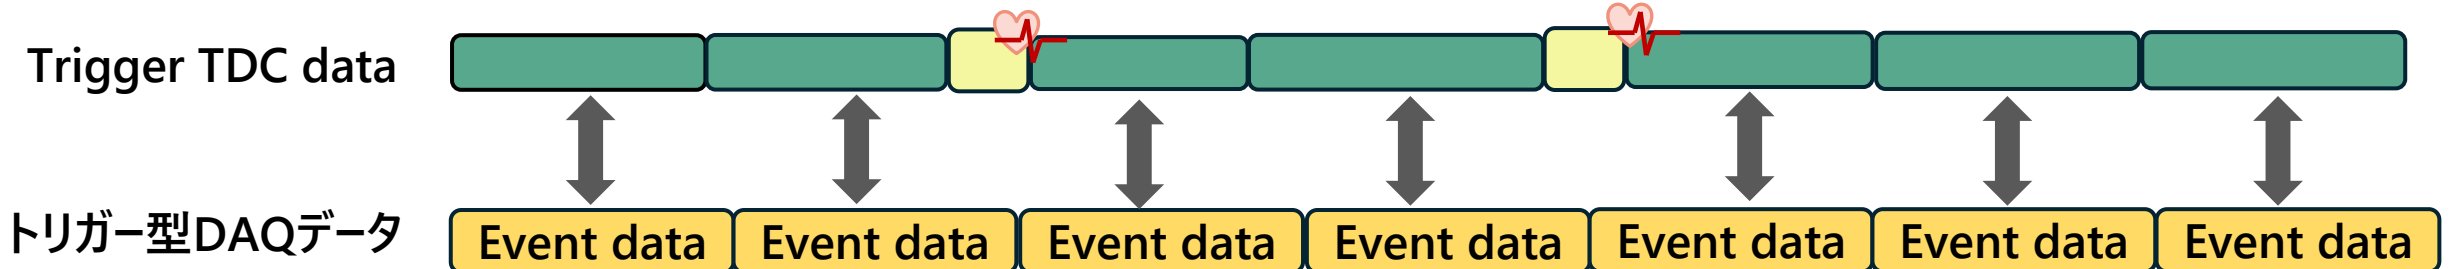 Trigger TDC data
トリガー型DAQデータ Event data Event data Event data Event data Event data Event data Event data